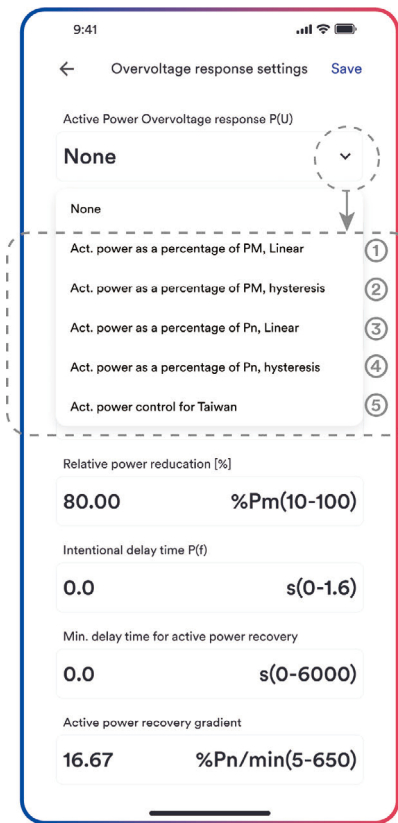 9:41
Overvoltage response settings Save
Active Power Overvoltage response P(U)
None
None
Act. power as a percentage of PM, Linear ①
Act. power as a percentage of PM, hysteresis ②
Act. power as a percentage of Pn, Linear ③
Act. power as a percentage of Pn, hysteresis ④
Act. power control for Taiwan ⑤
Relative power reducation [%]
80.00 %Pm(10-100)
Intentional delay time P(f)
0.0 s(0-1.6)
Min. delay time for active power recovery
0.0 s(0-6000)
Active power recovery gradient
16.67 %Pn/min(5-650)